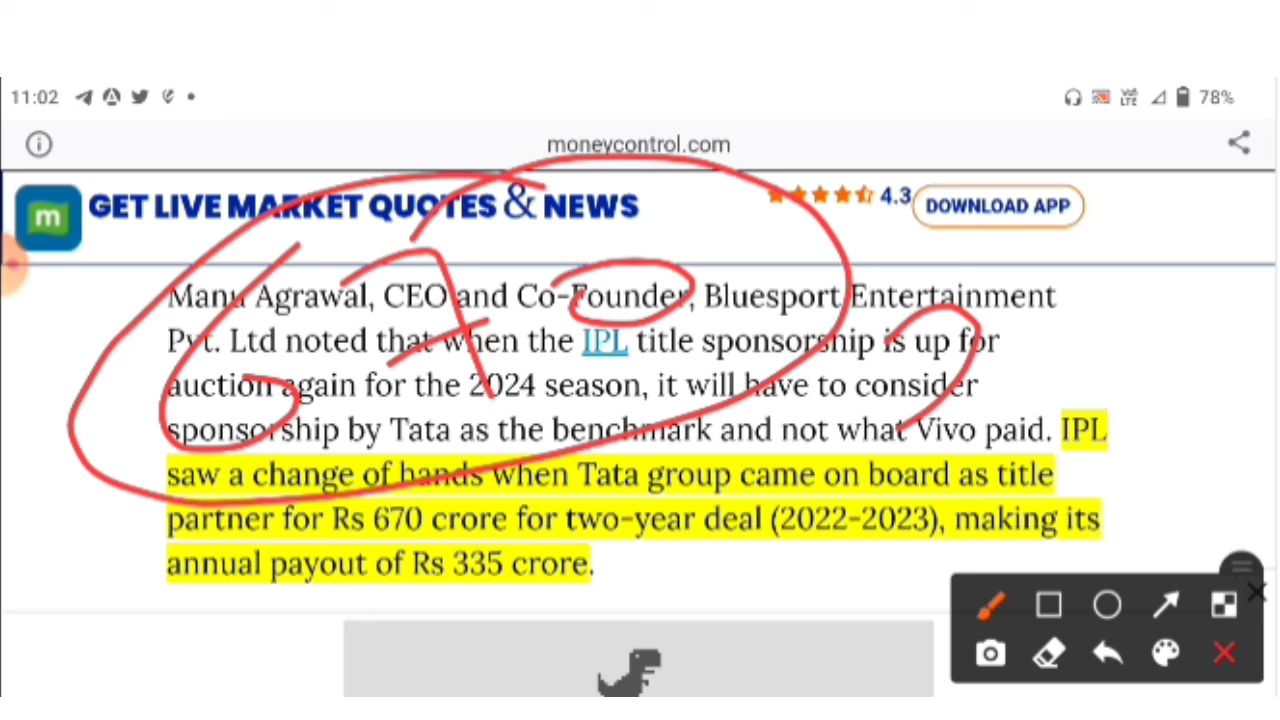 11:02
VoD LTE 78%
moneycontrol.com
m GET LIVE MARKET QUOTES & NEWS 4.3 DOWNLOAD APP
Manu Agrawal, CEO and Co-Founder, Bluesport Entertainment
Pvt. Ltd noted that when the IPL title sponsorship is up for
auction again for the 2024 season, it will have to consider
sponsorship by Tata as the benchmark and not what Vivo paid. IPL
saw a change of hands when Tata group came on board as title
partner for Rs 670 crore for two-year deal (2022-2023), making its
annual payout of Rs 335 crore.